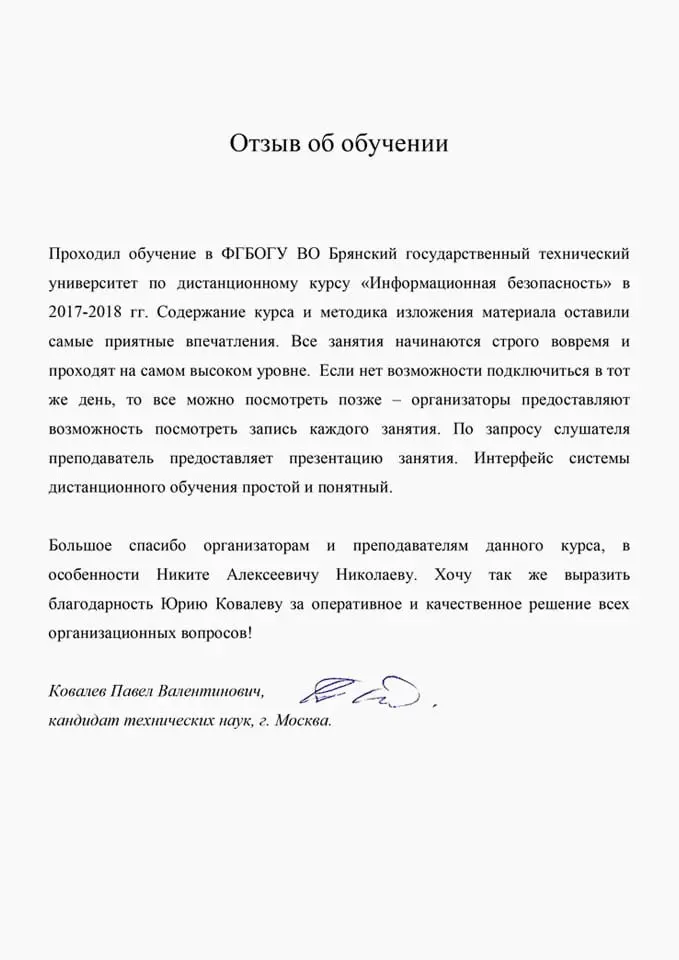 Отзыв об обучении
Проходил обучение в ФГБОГУ ВО Брянский государственный технический
университет по дистанционному курсу «Информационная безопасность» в
2017-2018 гг. Содержание курса и методика изложения материала оставили
самые приятные впечатления. Все занятия начинаются строго вовремя и
проходят на самом высоком уровне. Если нет возможности подключиться в тот
же день, то все можно посмотреть позже – организаторы предоставляют
возможность посмотреть запись каждого занятия. По запросу слушателя
преподаватель предоставляет презентацию занятия. Интерфейс системы
дистанционного обучения простой и понятный.
Большое спасибо организаторам и преподавателям данного курса, в
особенности Никите Алексеевичу Николаеву. Хочу так же выразить
благодарность Юрию Ковалеву за оперативное и качественное решение всех
организационных вопросов!
Ковалев Павел Валентинович,
кандидат технических наук, г. Москва.